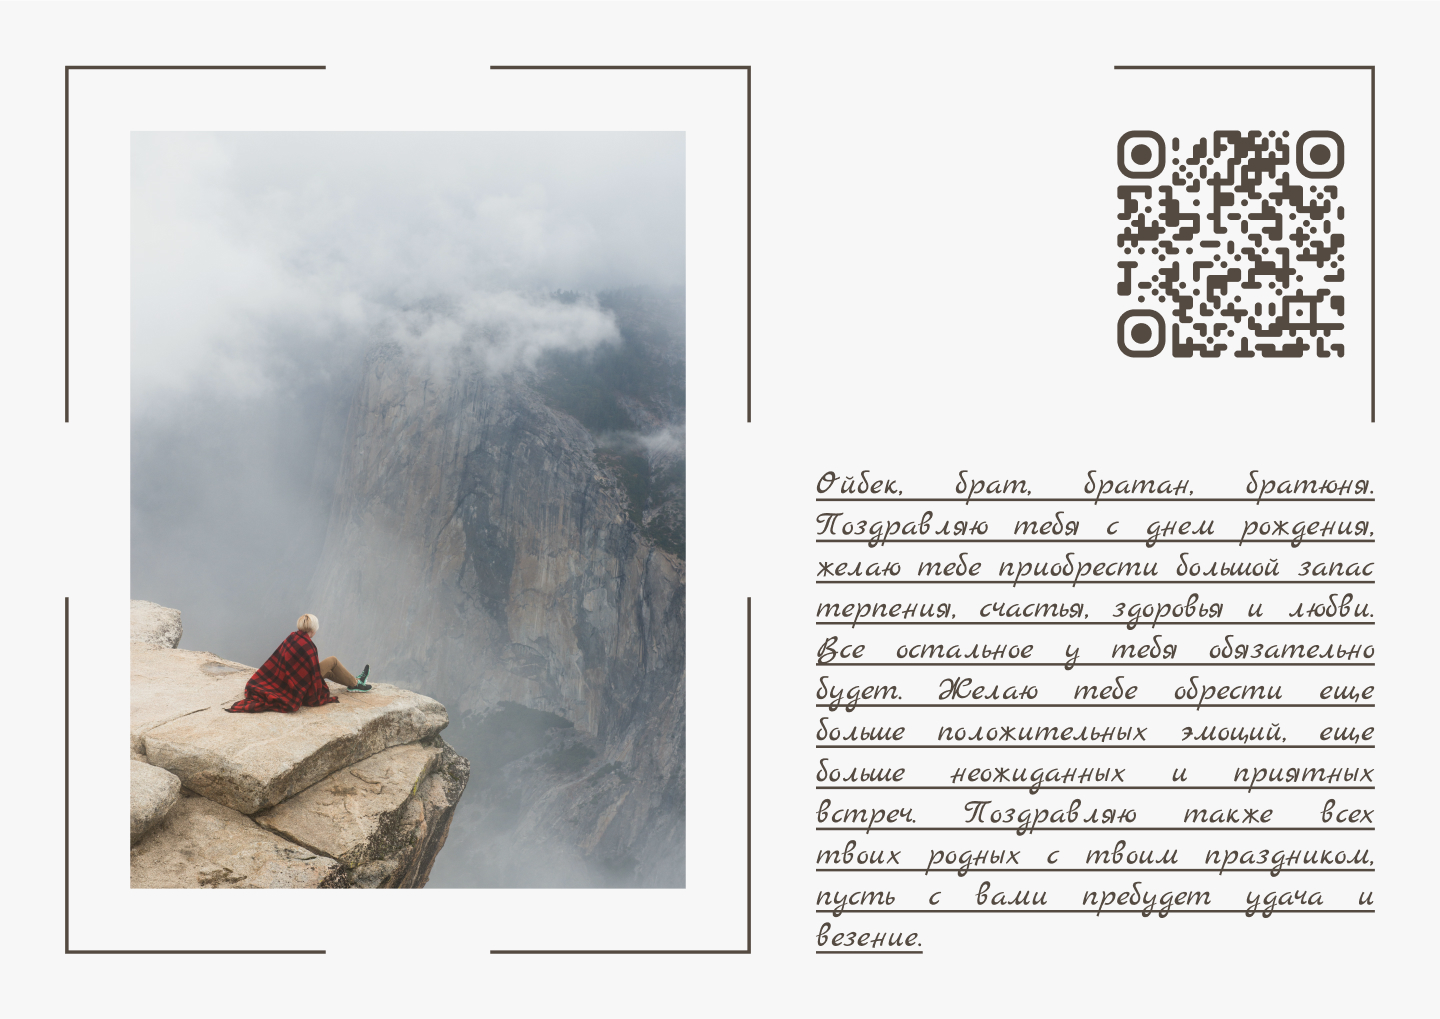 Ойбек, брат, братан, братюня.
Поздравляю тебя с днем рождения,
желаю тебе приобрести большой запас
терпения, счастья, здоровья и любви.
Все остальное у тебя обязательно
будет. Желаю тебе обрести еще
больше положительных эмоций, еще
больше неожиданных и приятных
встреч. Поздравляю также всех
твоих родных с твоим праздником,
пусть с вами пребудет удача и
везение.